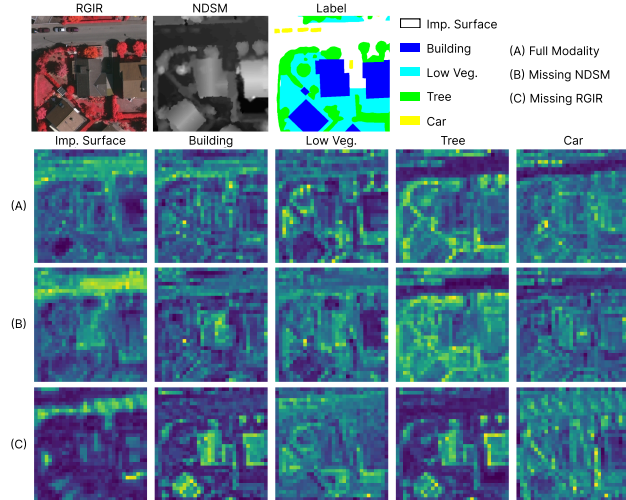 RGIR NDSM Label
Imp. Surface
Building
Low Veg.
Tree
Car
(A) Full Modality
(B) Missing NDSM
(C) Missing RGIR
Imp. Surface Building Low Veg. Tree Car
(A)
(B)
(C)